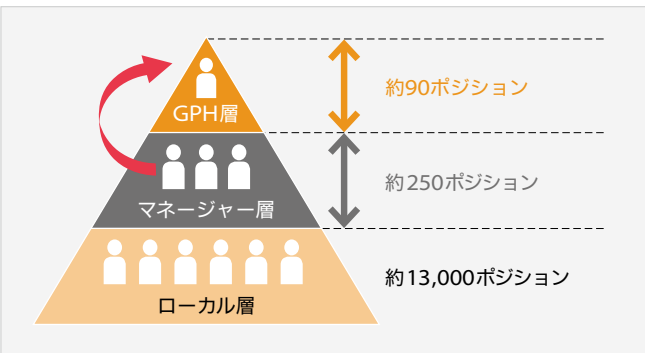 GPH層
約90ポジション
マネージャー層
約250ポジション
ローカル層
約13,000ポジション